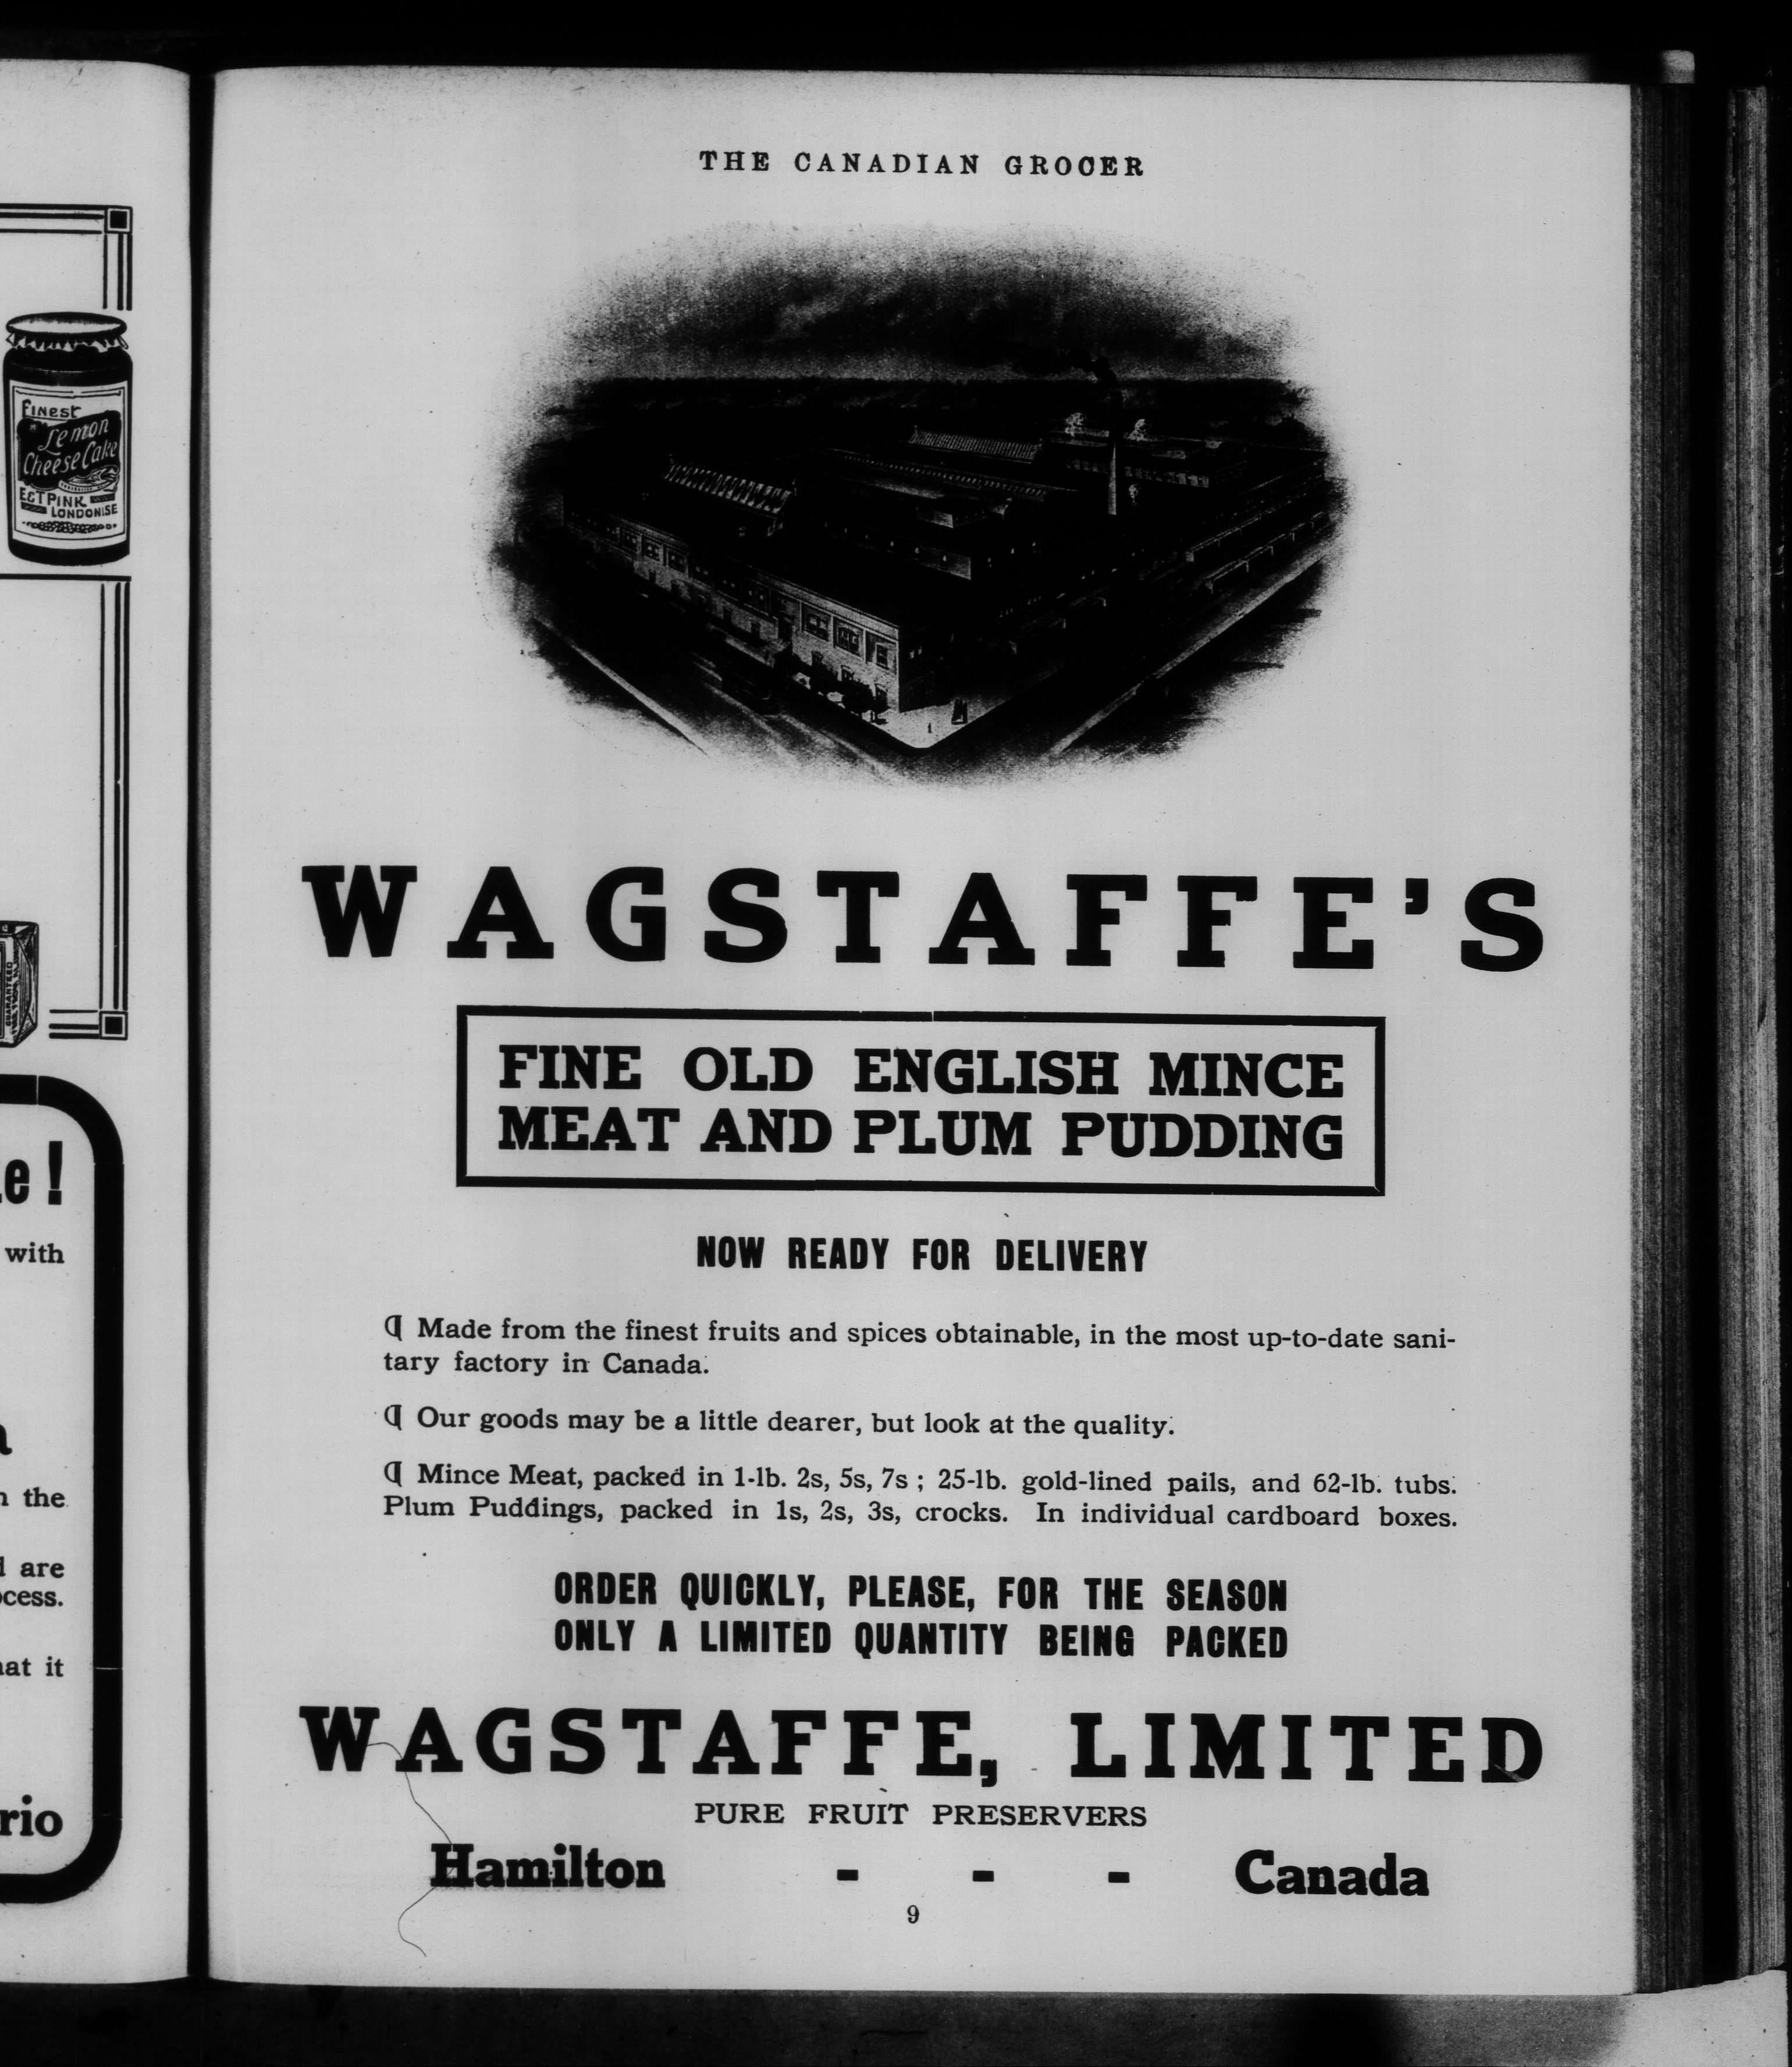 Finest
Lemon
Cheese Cake
E&T PINK
LONDON.S.E
GUARANTEED
e!
with
the
are
cess.
at it
rio
THE CANADIAN GROCER
WAGSTAFFE'S
FINE OLD ENGLISH MINCE
MEAT AND PLUM PUDDING
NOW READY FOR DELIVERY
¶ Made from the finest fruits and spices obtainable, in the most up-to-date sani-
tary factory in Canada.
¶ Our goods may be a little dearer, but look at the quality.
¶ Mince Meat, packed in 1-lb. 2s, 5s, 7s ; 25-lb. gold-lined pails, and 62-lb. tubs.
Plum Puddings, packed in 1s, 2s, 3s, crocks. In individual cardboard boxes.
ORDER QUICKLY, PLEASE, FOR THE SEASON
ONLY A LIMITED QUANTITY BEING PACKED
WAGSTAFFE, LIMITED
PURE FRUIT PRESERVERS
Hamilton - - - Canada
9